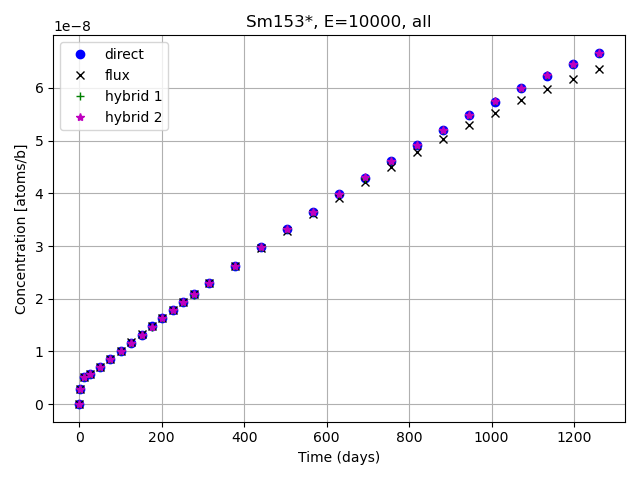 Sm153*, E=10000, all
1e−8
direct
flux
hybrid 1
hybrid 2
6
5
4
3
2
1
0
Concentration [atoms/b]
0 200 400 600 800 1000 1200
Time (days)